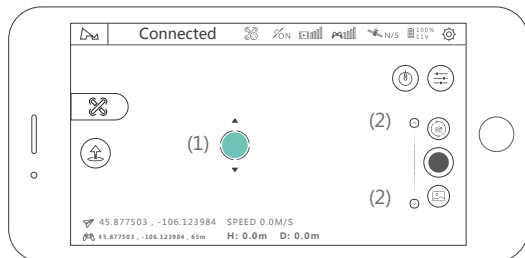 Connected ON N/S 100% 11V
(1)
(2)
(2)
45.877503 , -106.123984 SPEED 0.0M/S
45.877503 , -106.123984 , 65m H: 0.0m D: 0.0m